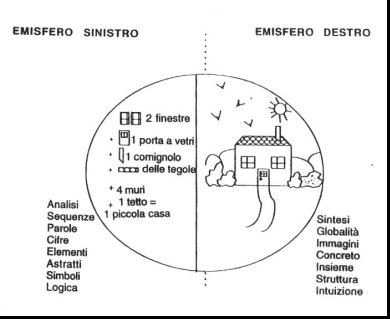 EMISFERO SINISTRO
EMISFERO DESTRO
2 finestre
+ 1 porta a vetri
+ 1 comignolo
+ delle tegole
+ 4 muri
+ 1 tetto =
1 piccola casa
Analisi
Sequenze
Parole
Cifre
Elementi
Astratti
Simboli
Logica
Sintesi
Globalità
Immagini
Concreto
Insieme
Struttura
Intuizione